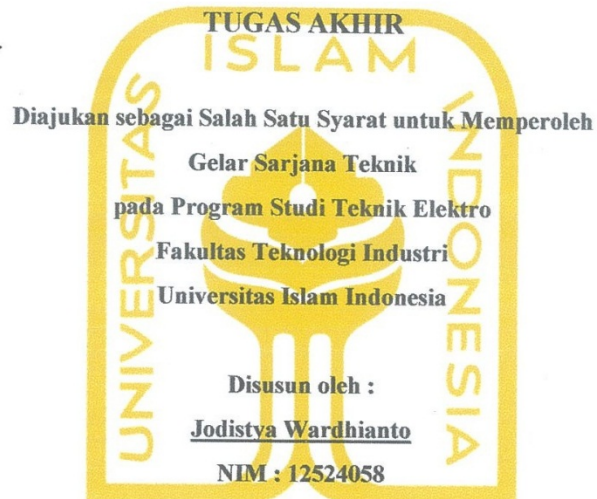 TUGAS AKHIR
ISLAM
UNIVERSITAS
INDONESIA
Diajukan sebagai Salah Satu Syarat untuk Memperoleh
Gelar Sarjana Teknik
pada Program Studi Teknik Elektro
Fakultas Teknologi Industri
Universitas Islam Indonesia
Disusun oleh :
Jodistya Wardhianto
NIM : 12524058